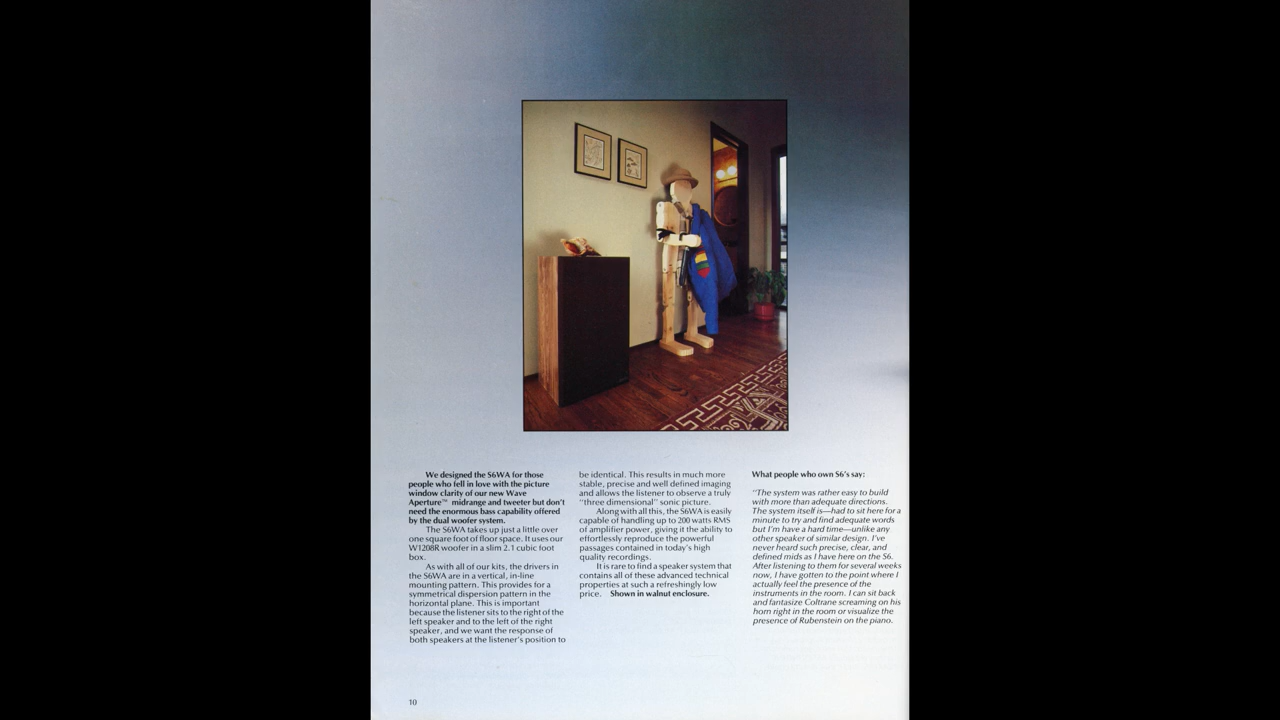 We designed the S6WA for those
people who fell in love with the picture
window clarity of our new Wave
Aperture™ midrange and tweeter but don't
need the enormous bass capability offered
by the dual woofer system.
The S6WA takes up just a little over
one square foot of floor space. It uses our
W1208R woofer in a slim 2.1 cubic foot
box.
As with all of our kits, the drivers in
the S6WA are in a vertical, in-line
mounting pattern. This provides for a
symmetrical dispersion pattern in the
horizontal plane. This is important
because the listener sits to the right of the
left speaker and to the left of the right
speaker, and we want the response of
both speakers at the listener's position to
be identical. This results in much more
stable, precise and well defined imaging
and allows the listener to observe a truly
"three dimensional" sonic picture.
Along with all this, the S6WA is easily
capable of handling up to 200 watts RMS
of amplifier power, giving it the ability to
effortlessly reproduce the powerful
passages contained in today's high
quality recordings.
It is rare to find a speaker system that
contains all of these advanced technical
properties at such a refreshingly low
price. Shown in walnut enclosure.
What people who own S6's say:
"The system was rather easy to build
with more than adequate directions.
The system itself is—had to sit here for a
minute to try and find adequate words
but I'm have a hard time—unlike any
other speaker of similar design. I've
never heard such precise, clear, and
defined mids as I have here on the S6.
After listening to them for several weeks
now, I have gotten to the point where I
actually feel the presence of the
instruments in the room. I can sit back
and fantasize Coltrane screaming on his
horn right in the room or visualize the
presence of Rubenstein on the piano.
10